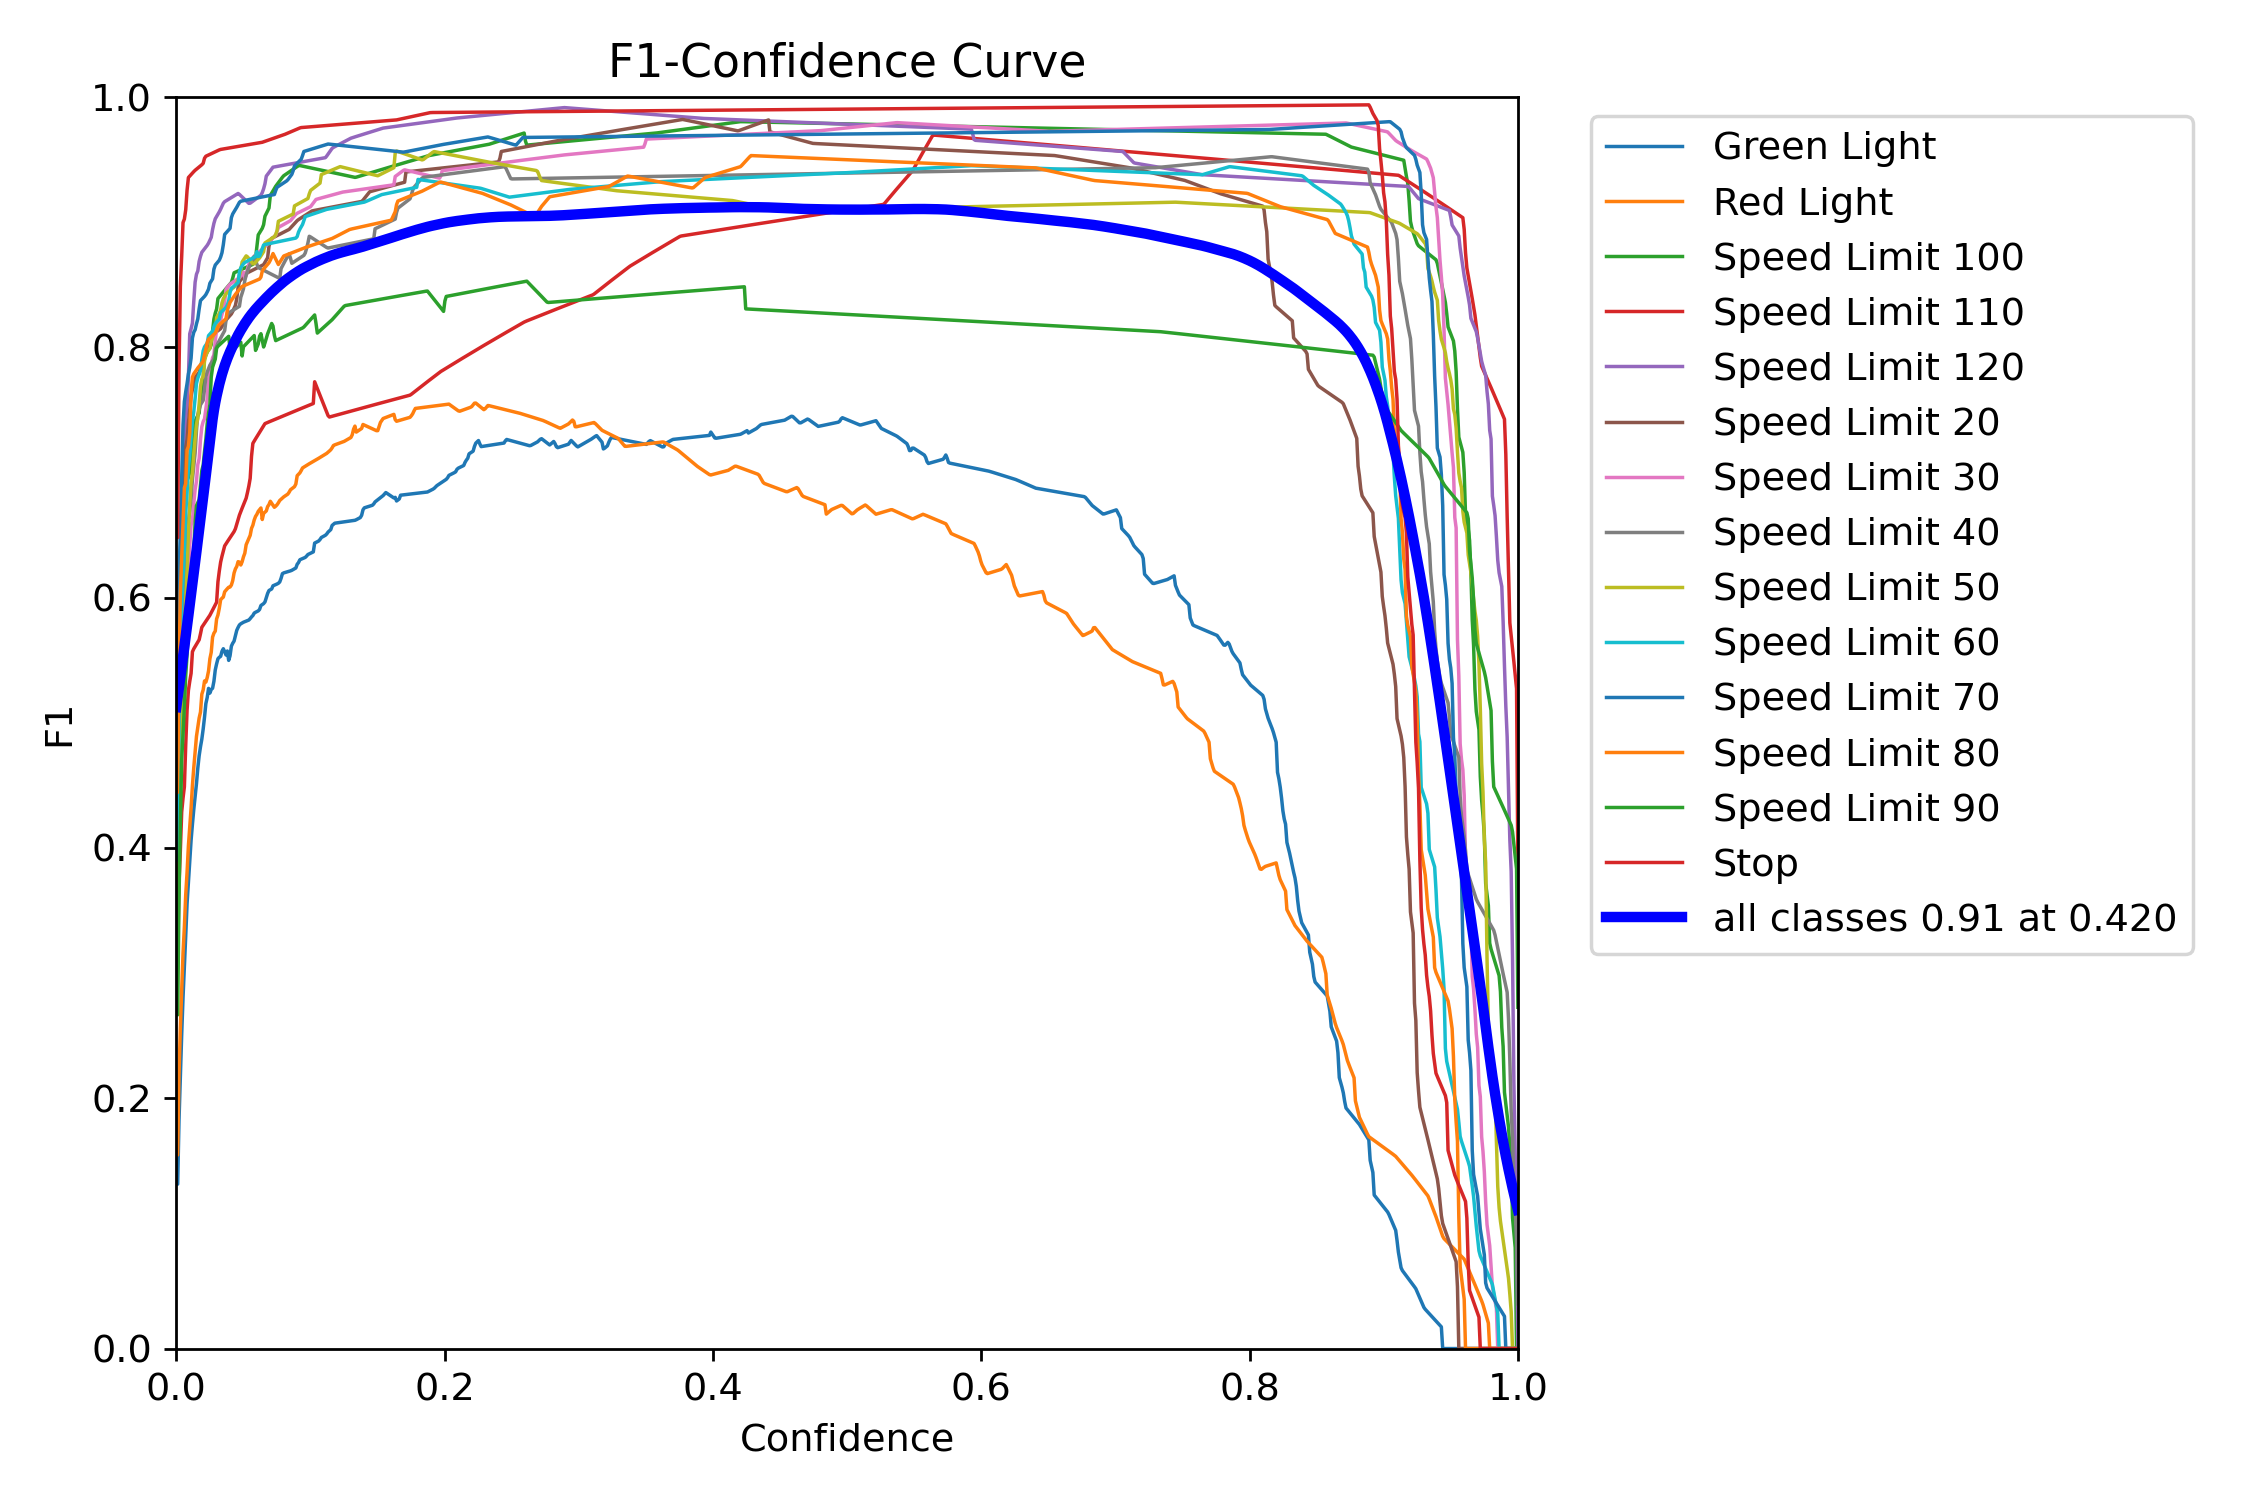 F1-Confidence Curve
1.0
0.8
0.6
0.4
0.2
0.0
F1
0.0 0.2 0.4 0.6 0.8 1.0
Confidence
Green Light
Red Light
Speed Limit 100
Speed Limit 110
Speed Limit 120
Speed Limit 20
Speed Limit 30
Speed Limit 40
Speed Limit 50
Speed Limit 60
Speed Limit 70
Speed Limit 80
Speed Limit 90
Stop
all classes 0.91 at 0.420